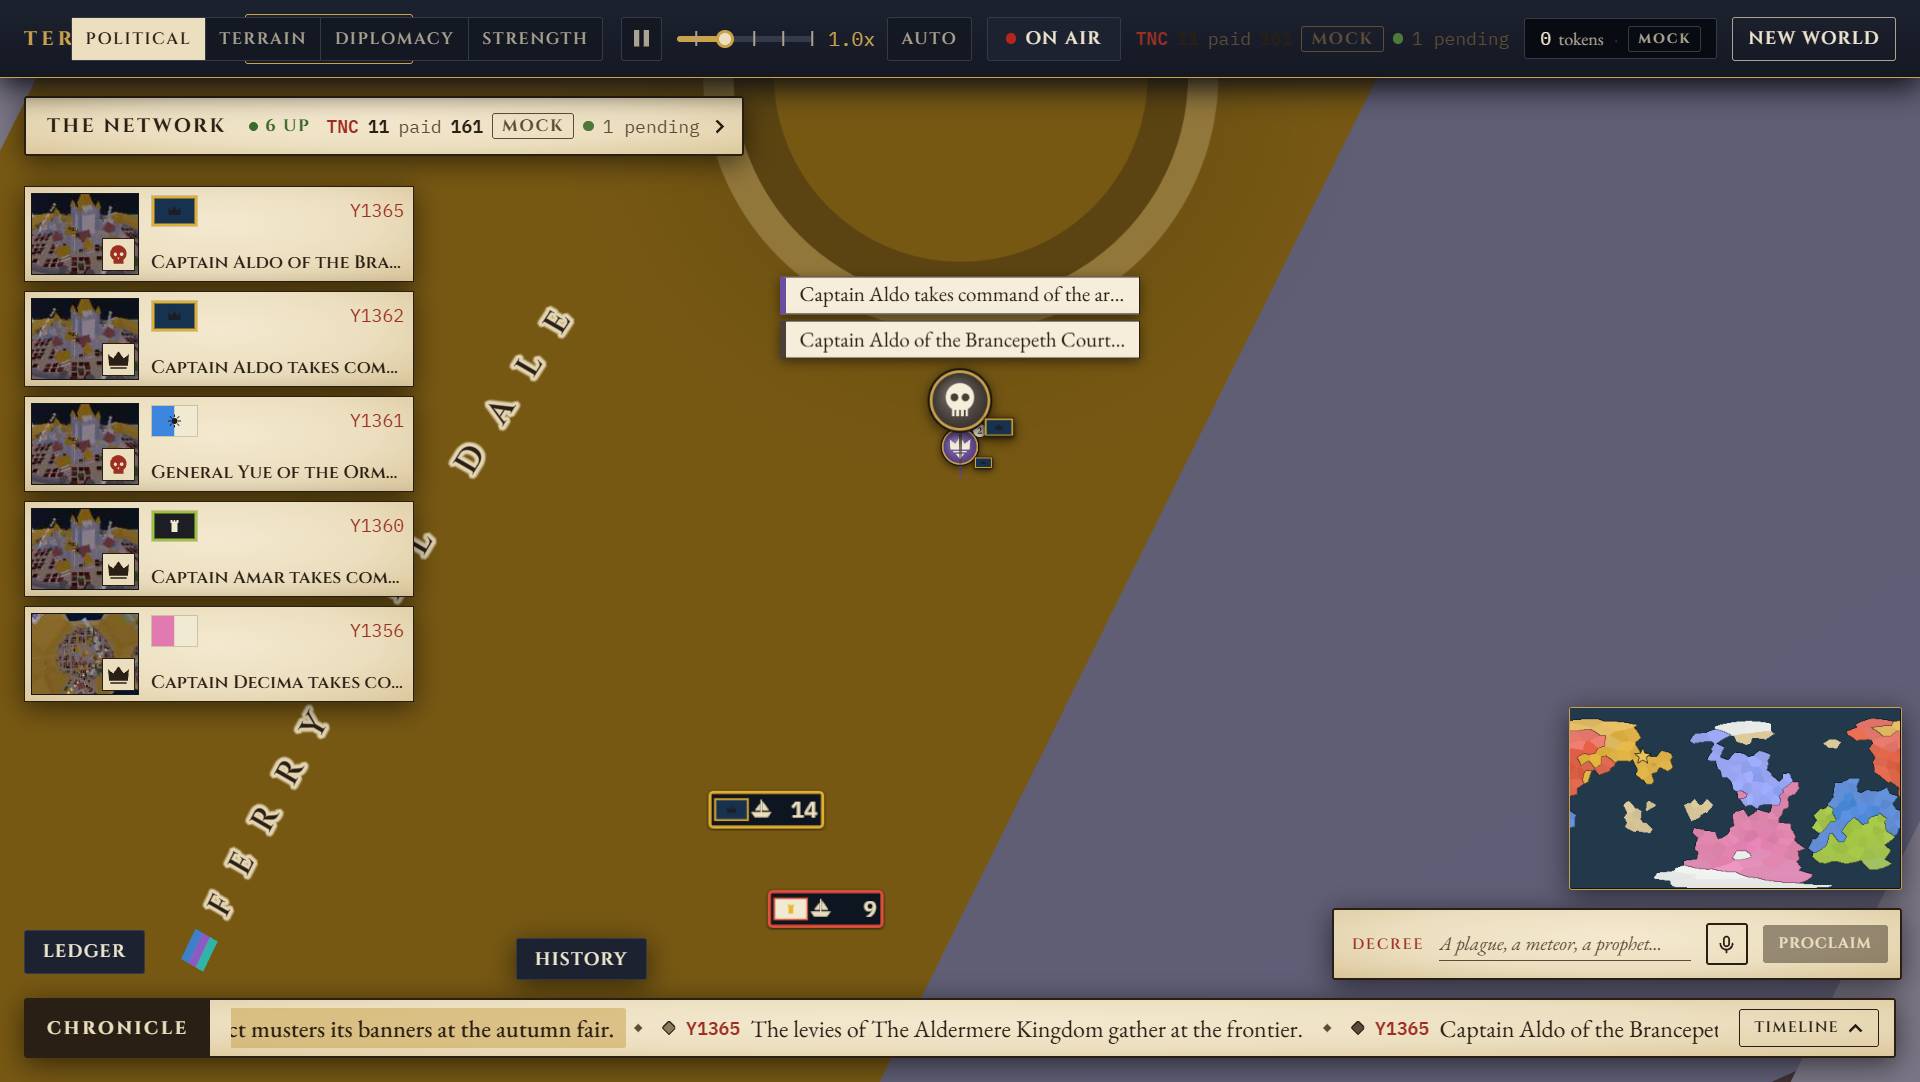 TER POLITICAL TERRAIN DIPLOMACY STRENGTH 1.0x AUTO ON AIR TNC 11 paid 161 MOCK 1 pending 0 tokens · MOCK NEW WORLD
THE NETWORK 6 UP TNC 11 paid 161 MOCK 1 pending
Y1365
CAPTAIN ALDO OF THE BRA...
Y1362
CAPTAIN ALDO TAKES COM...
Y1361
GENERAL YUE OF THE ORM...
Y1360
CAPTAIN AMAR TAKES COM...
Y1356
CAPTAIN DECIMA TAKES CO...
Captain Aldo takes command of the ar...
Captain Aldo of the Brancepeth Court...
FERRY
L DALE
14
9
DECREE A plague, a meteor, a prophet... PROCLAIM
LEDGER
HISTORY
CHRONICLE ct musters its banners at the autumn fair. Y1365 The levies of The Aldermere Kingdom gather at the frontier. Y1365 Captain Aldo of the Brancepet TIMELINE